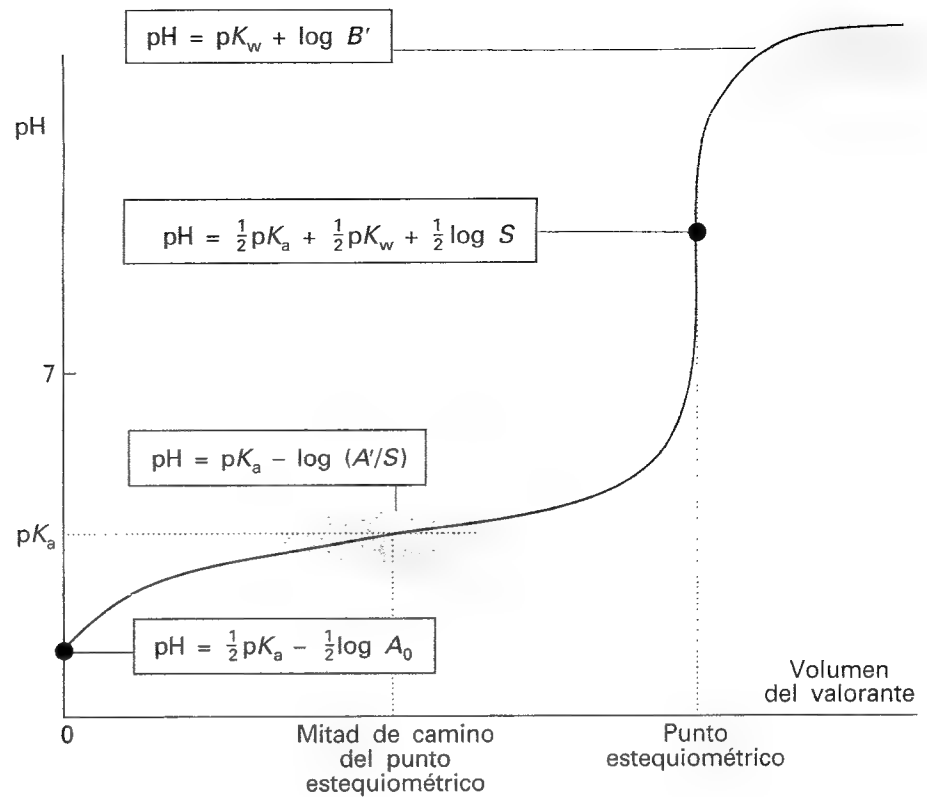 pH = pK_w + log B′
pH
pH = ½pK_a + ½pK_w + ½log S
7
pH = pK_a − log (A′/S)
pK_a
pH = ½pK_a − ½log A_0
Volumen
del valorante
0
Mitad de camino
del punto
estequiométrico
Punto
estequiométrico